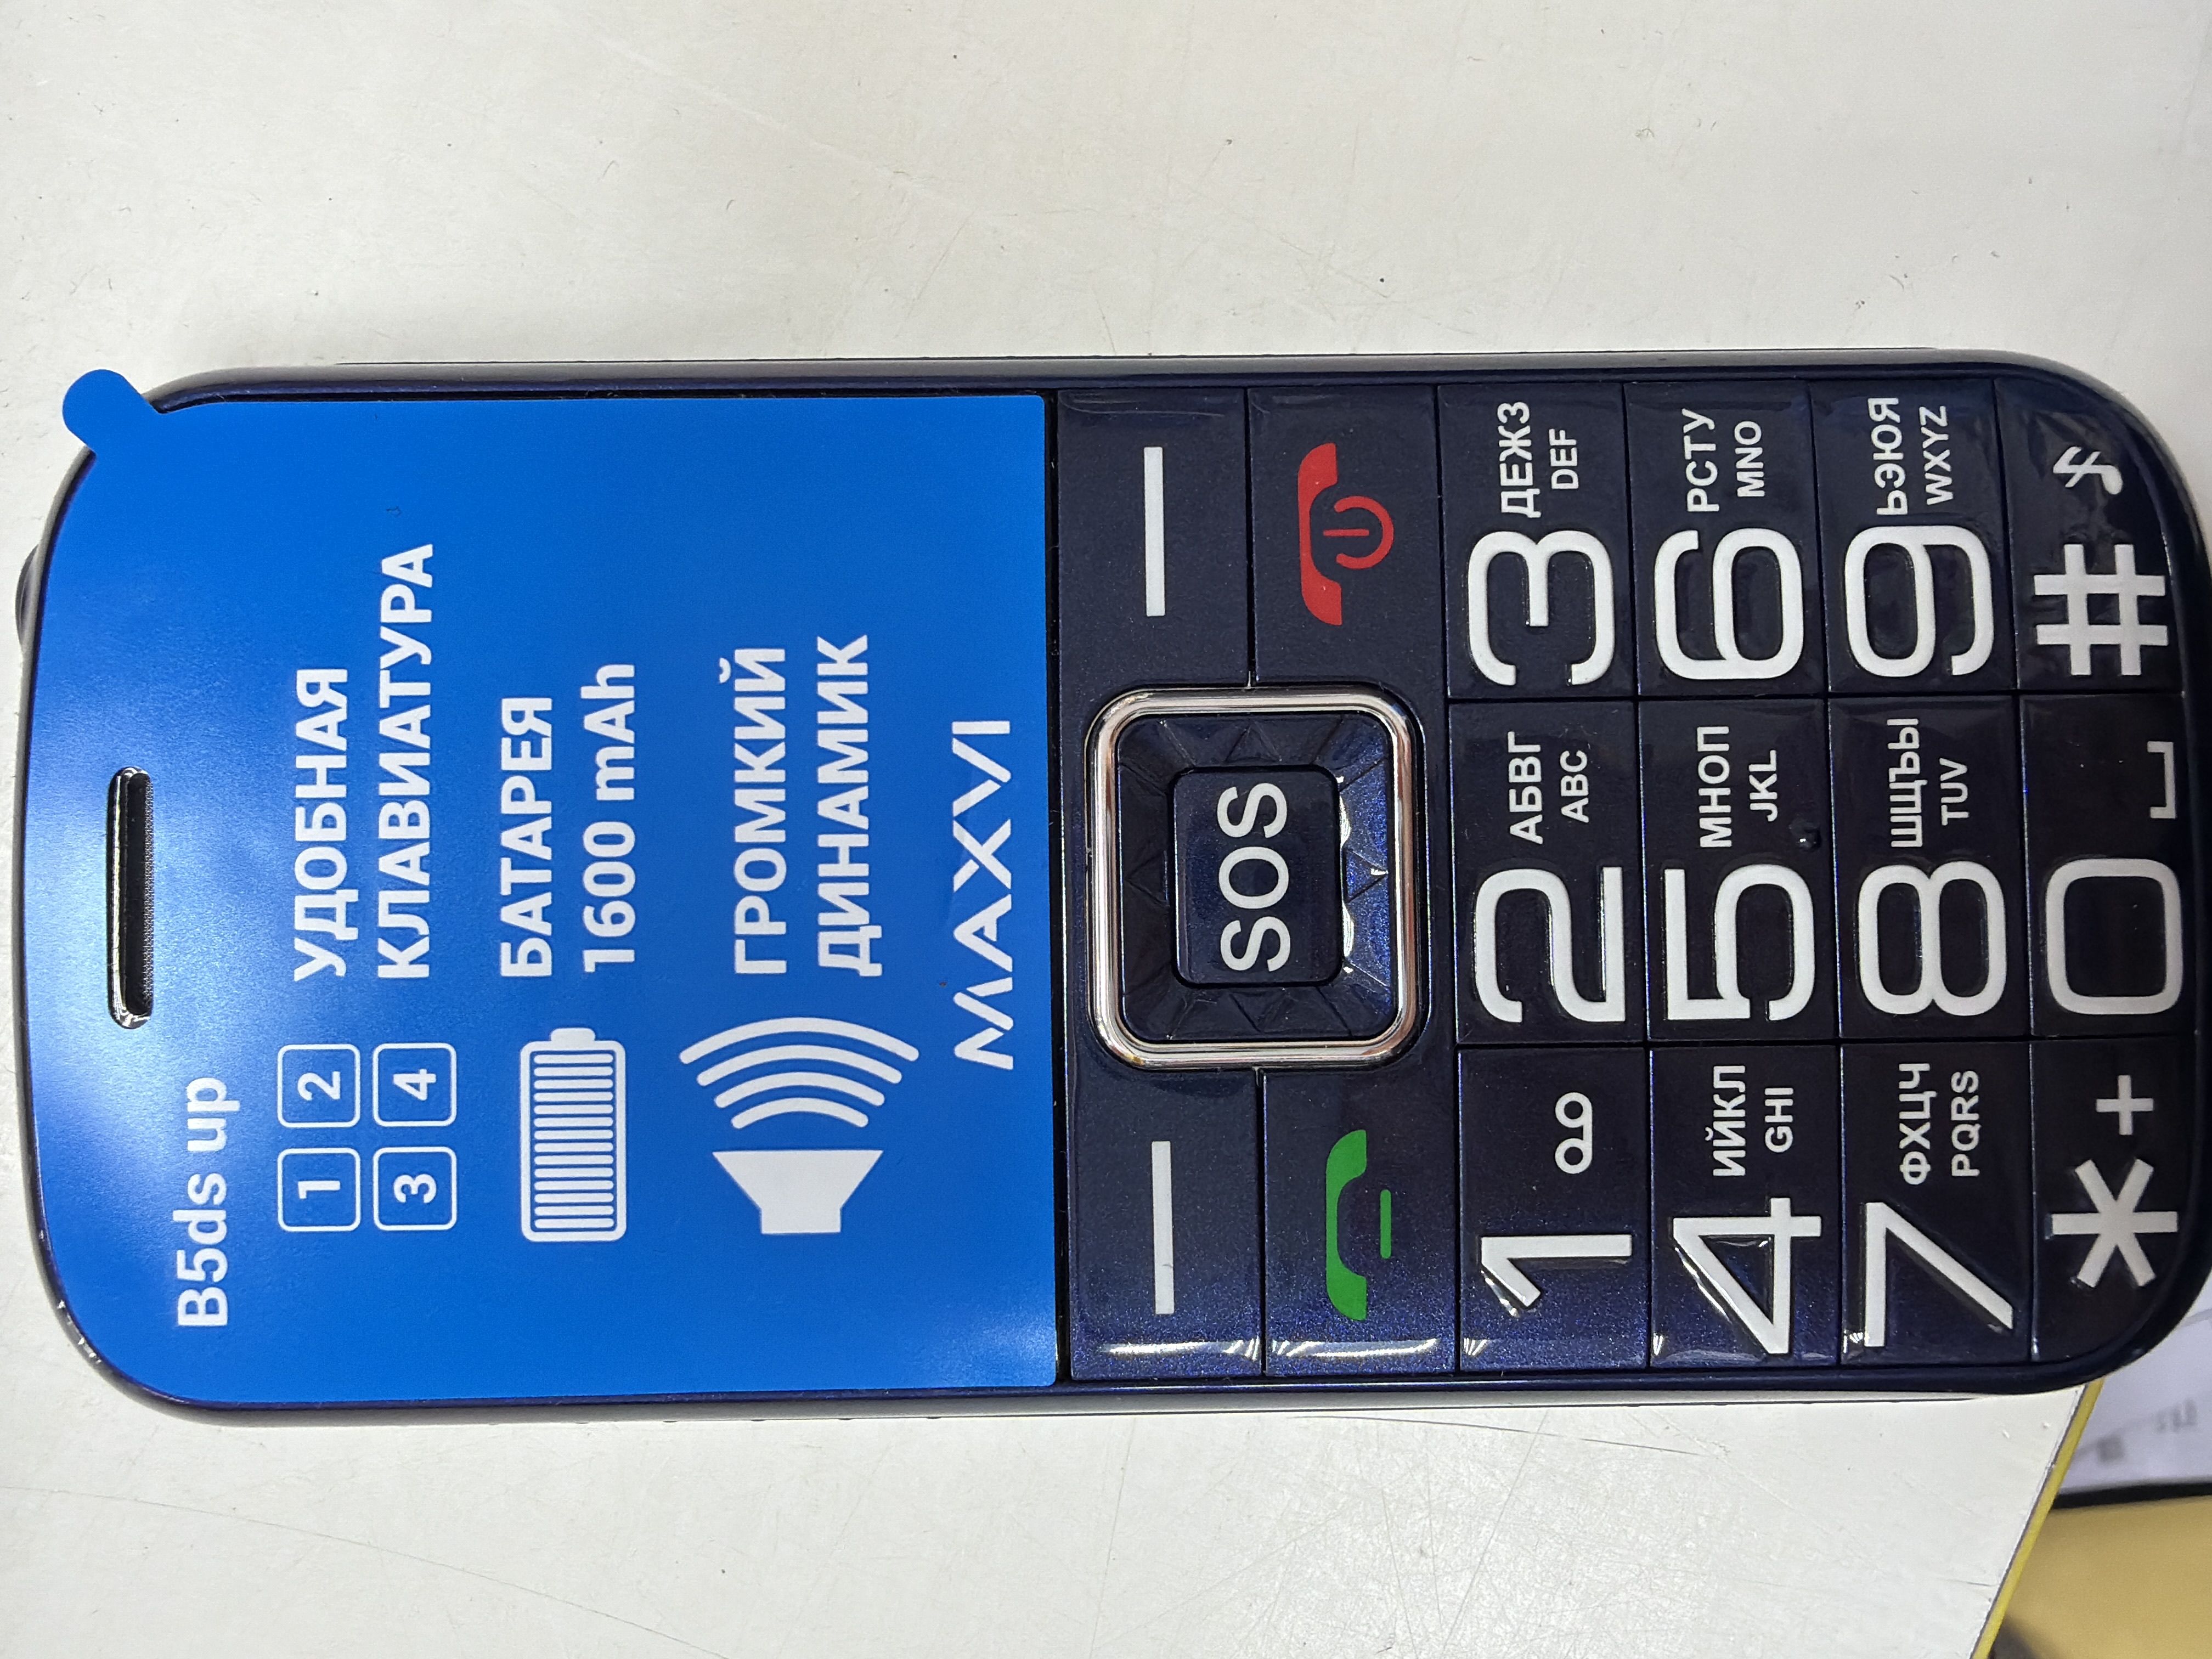 B5ds up
1 2
3 4
УДОБНАЯ
КЛАВИАТУРА
БАТАРЕЯ
1600 mAh
ГРОМКИЙ
ДИНАМИК
MAXVI
SOS
1
2 АБВГ
ABC
3 ДЕЖЗ
DEF
4 ИЙКЛ
GHI
5 МНОП
JKL
6 РСТУ
MNO
7 ФХЦЧ
PQRS
8 ШЩЪЫ
TUV
9 ЬЭЮЯ
WXYZ
* +
0
#